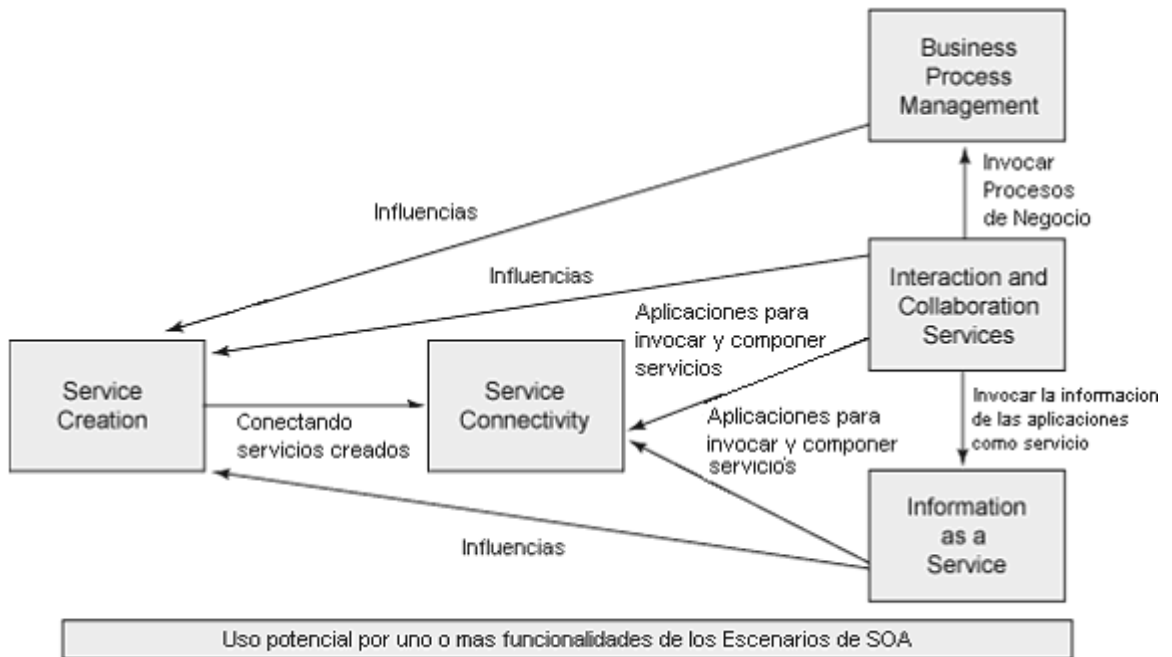 Business
Process
Management
Invocar
Procesos
de Negocio
Influencias
Influencias
Interaction and
Collaboration
Services
Aplicaciones para
invocar y componer
servicios
Service
Creation
Conectando
servicios creados
Service
Connectivity
Aplicaciones para
invocar y componer
servicios
Invocar la informacion
de las aplicaciones
como servicio
Information
as a
Service
Influencias
Uso potencial por uno o mas funcionalidades de los Escenarios de SOA